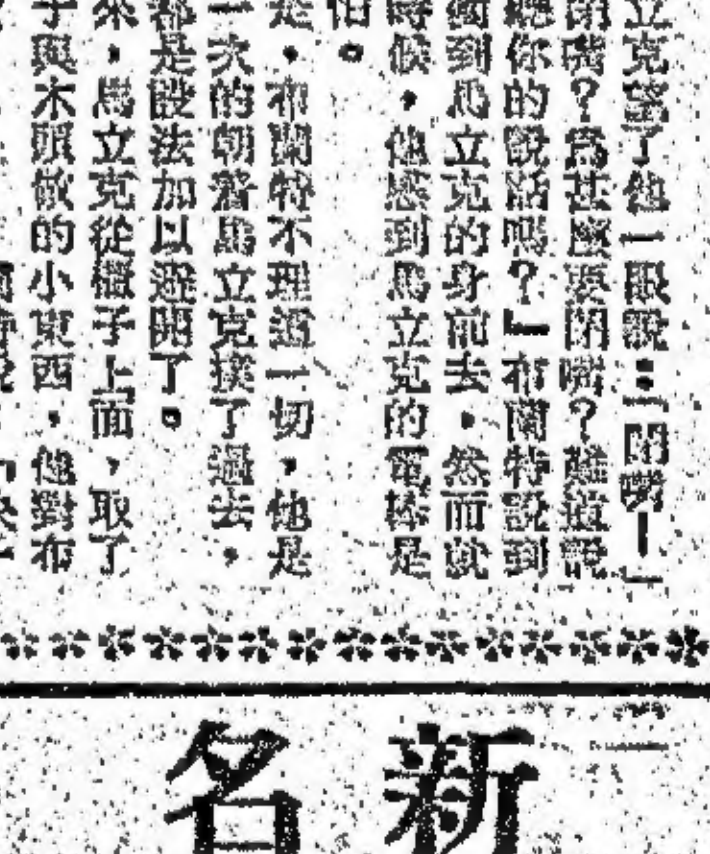 立克望了他一眼說：「閉嘴！」
閉嘴？爲甚麼要閉嘴？難道說
聽你的說話嗎？』布蘭特說到
到馬立克的身前去，然而就
時候，他感到馬立克的電棒是
怕。
是，布蘭特不理這一切，他是
一次的朝着馬立克撲了過去，
都是設法加以避開了。
來，馬立克從櫃子上面，取了
子與木頭做的小東西，他對布
新名